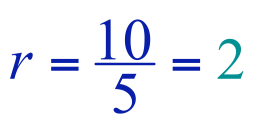 r = 10/5 = 2